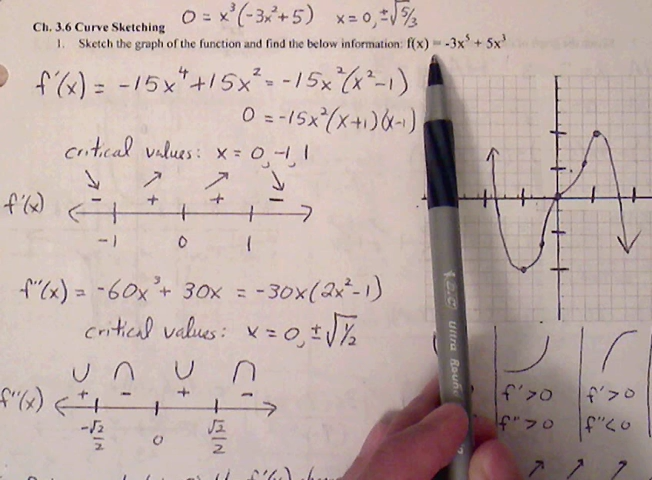 0 = x³(-3x²+5)   x=0, ±√5/3
Ch. 3.6 Curve Sketching
1. Sketch the graph of the function and find the below information: f(x) = -3x⁵ + 5x³
f'(x) = -15x⁴+15x² = -15x²(x²-1)
0 = -15x²(x+1)(x-1)
critical values: x = 0, -1, 1
f'(x) - + + -
-1 0 1
f"(x) = -60x³+ 30x = -30x(2x²-1)
critical values: x = 0, ±√1/2
f"(x) + - + -
-√2/2 0 √2/2
f'>0 f'>0
f">0 f"<0